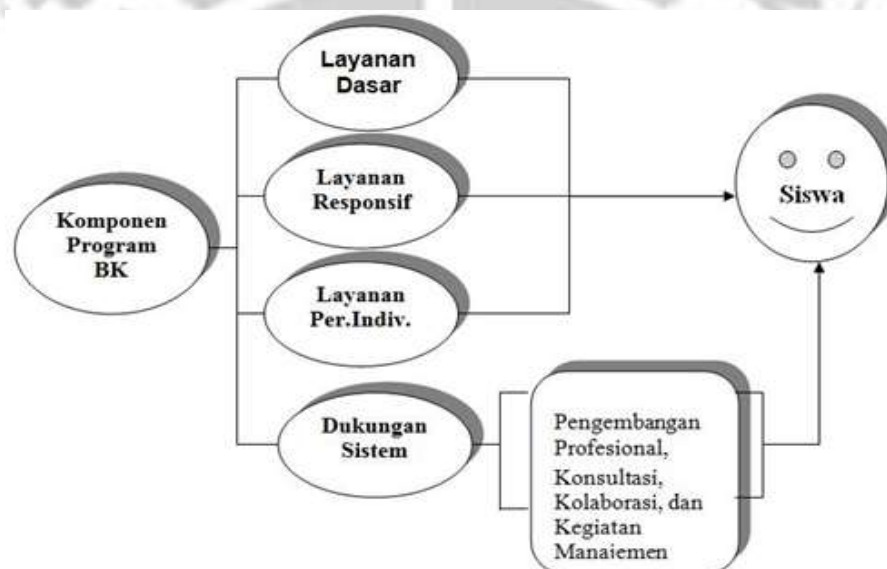 Layanan
Dasar
Layanan
Responsif
Siswa
Komponen
Program
BK
Layanan
Per.Indiv.
Dukungan
Sistem
Pengembangan
Profesional,
Konsultasi,
Kolaborasi, dan
Kegiatan
Manaiemen